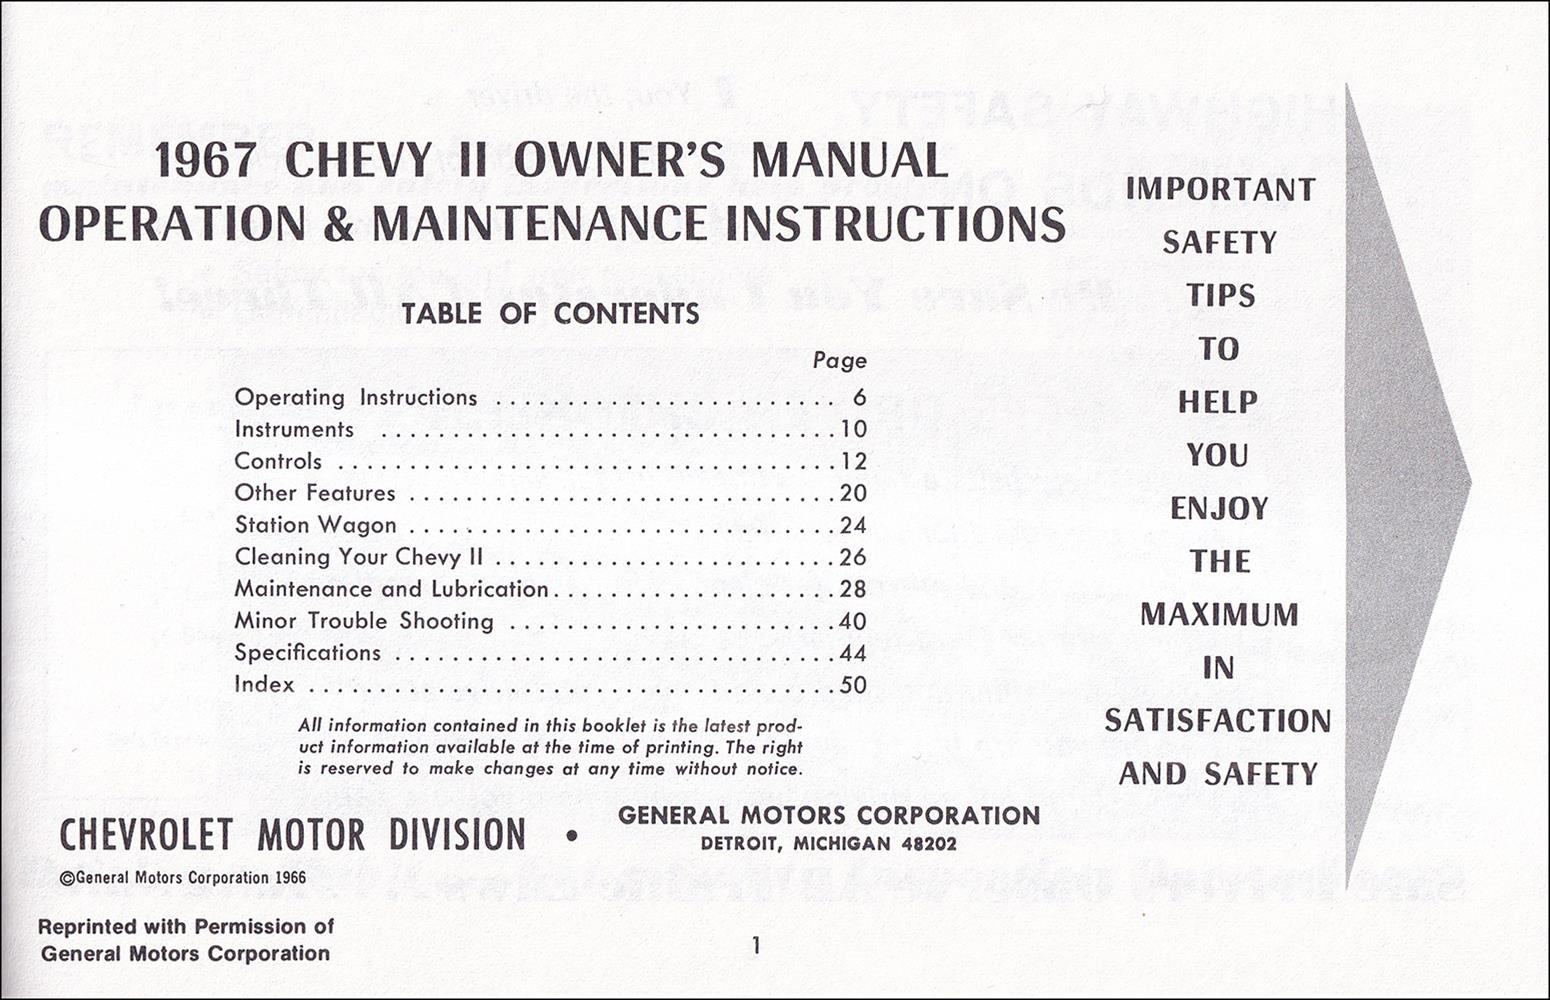 1967 CHEVY II OWNER'S MANUAL
OPERATION & MAINTENANCE INSTRUCTIONS
TABLE OF CONTENTS
Page
Operating Instructions ........................ 6
Instruments ................................ 10
Controls ................................... 12
Other Features .............................. 20
Station Wagon .............................. 24
Cleaning Your Chevy II ........................ 26
Maintenance and Lubrication .................... 28
Minor Trouble Shooting ....................... 40
Specifications ............................... 44
Index ..................................... 50
All information contained in this booklet is the latest prod-
uct information available at the time of printing. The right
is reserved to make changes at any time without notice.
CHEVROLET MOTOR DIVISION •
GENERAL MOTORS CORPORATION
DETROIT, MICHIGAN 48202
©General Motors Corporation 1966
Reprinted with Permission of
General Motors Corporation
1
IMPORTANT
SAFETY
TIPS
TO
HELP
YOU
ENJOY
THE
MAXIMUM
IN
SATISFACTION
AND SAFETY